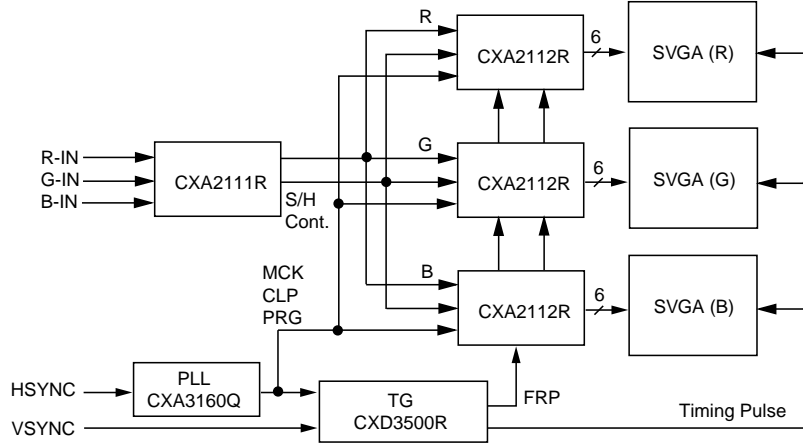 R
CXA2112R
6
SVGA (R)
R-IN
G-IN
B-IN
CXA2111R
G
S/H
Cont.
CXA2112R
6
SVGA (G)
MCK
CLP
PRG
B
CXA2112R
6
SVGA (B)
HSYNC
PLL
CXA3160Q
VSYNC
TG
CXD3500R
FRP
Timing Pulse